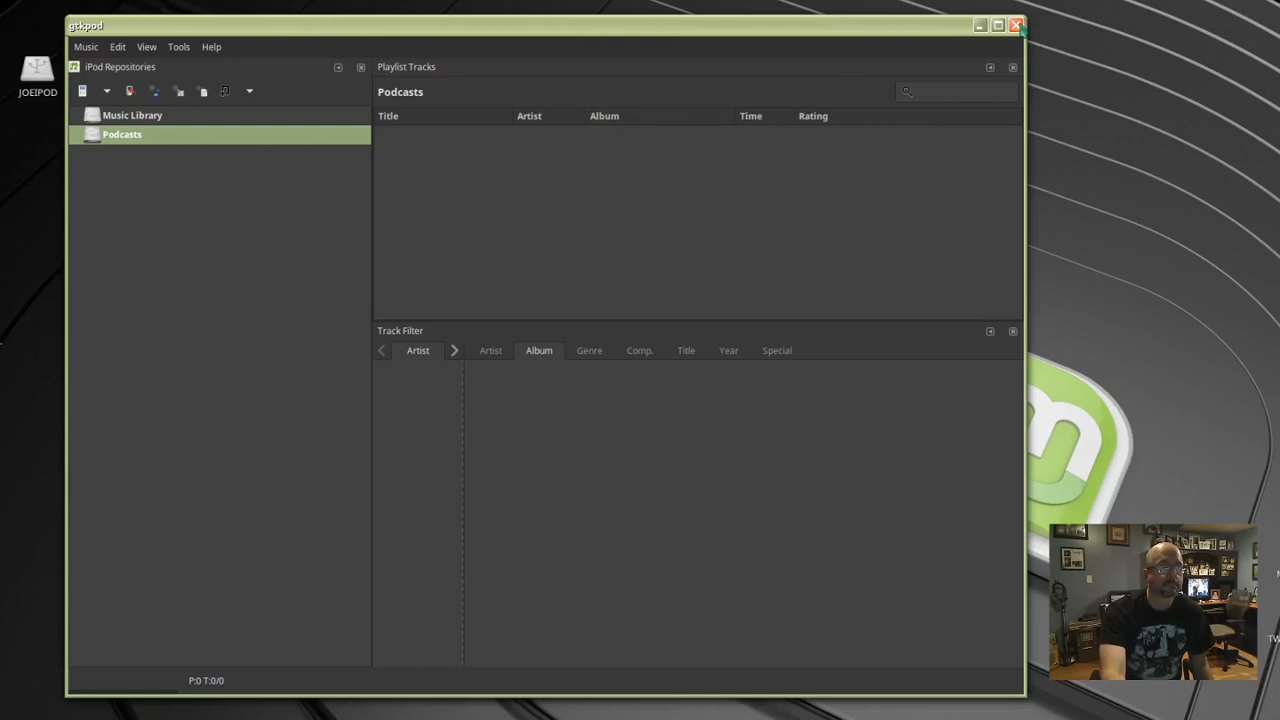 gtkpod
Music Edit View Tools Help
iPod Repositories
Playlist Tracks
JOEIPOD
Podcasts
Music Library
Title Artist Album Time Rating
Podcasts
Track Filter
Artist Artist Album Genre Comp. Title Year Special
P:0 T:0/0